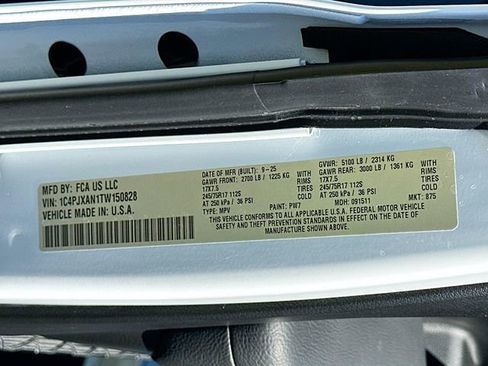 MFD BY: FCA US LLC
VIN: 1C4PJXAN1TW150828
VEHICLE MADE IN: U.S.A.
DATE OF MFR (BUILT): 9-25
GVWR: 5100 LB / 2314 KG
GAWR FRONT: 2700 LB / 1225 KG WITH
GAWR REAR: 3000 LB / 1361 KG WITH
17X7.5 RIMS
17X7.5 RIMS
245/75R17 112S TIRES
245/75R17 112S TIRES
AT 250 kPa / 36 PSI COLD
AT 250 kPa / 36 PSI COLD
TYPE: MPV
PAINT: PW7
MDH: 091511
MKT: 875
THIS VEHICLE CONFORMS TO ALL APPLICABLE U.S.A. FEDERAL MOTOR VEHICLE
SAFETY AND THEFT PREVENTION STANDARDS IN EFFECT ON THE DATE OF
MANUFACTURE SHOWN ABOVE.